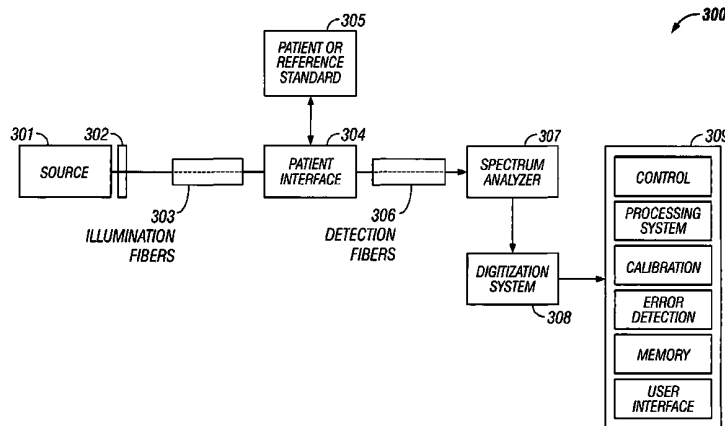 300
305
PATIENT OR
REFERENCE
STANDARD
301
302
304
307
309
SOURCE
PATIENT
INTERFACE
SPECTRUM
ANALYZER
CONTROL
303
306
ILLUMINATION
FIBERS
DETECTION
FIBERS
PROCESSING
SYSTEM
DIGITIZATION
SYSTEM
308
CALIBRATION
ERROR
DETECTION
MEMORY
USER
INTERFACE